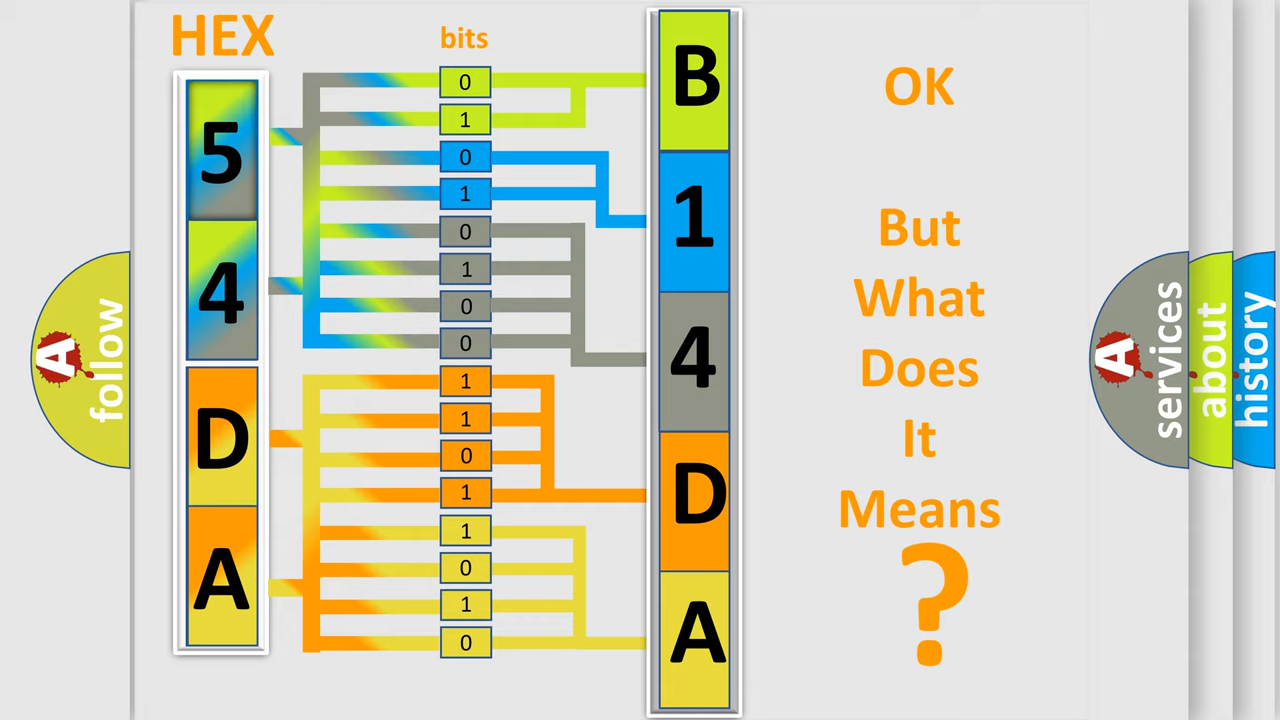 HEX
bits
5
4
D
A
0
1
0
1
0
1
0
0
1
1
0
1
1
0
1
0
B
1
4
D
A
OK
But
What
Does
It
Means
?
A
follow
A
services
about
history